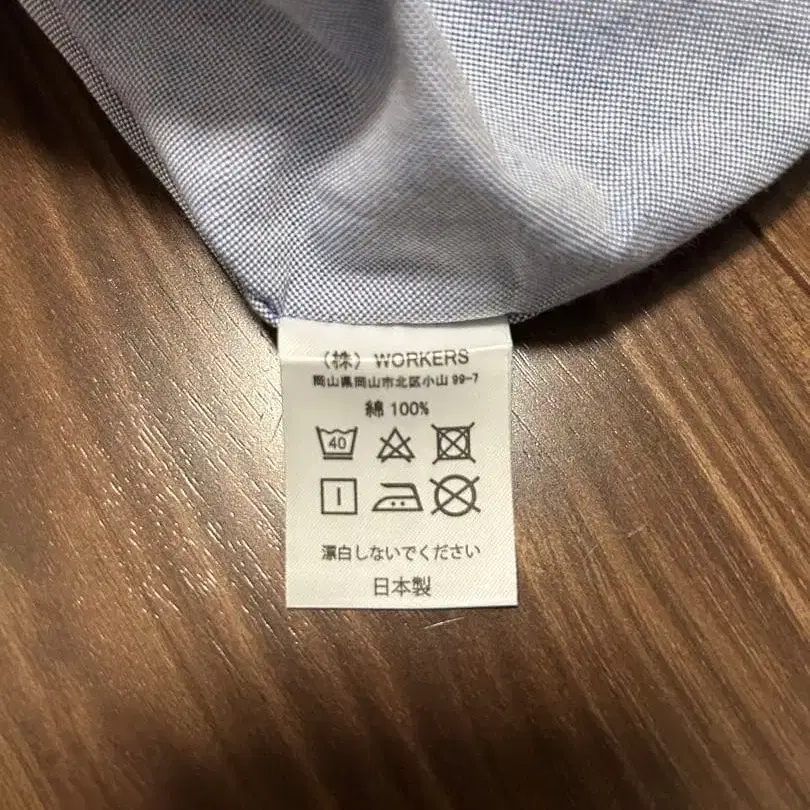 （株）WORKERS
岡山県岡山市北区小山 99-7
綿 100%
40
漂白しないでください
日本製